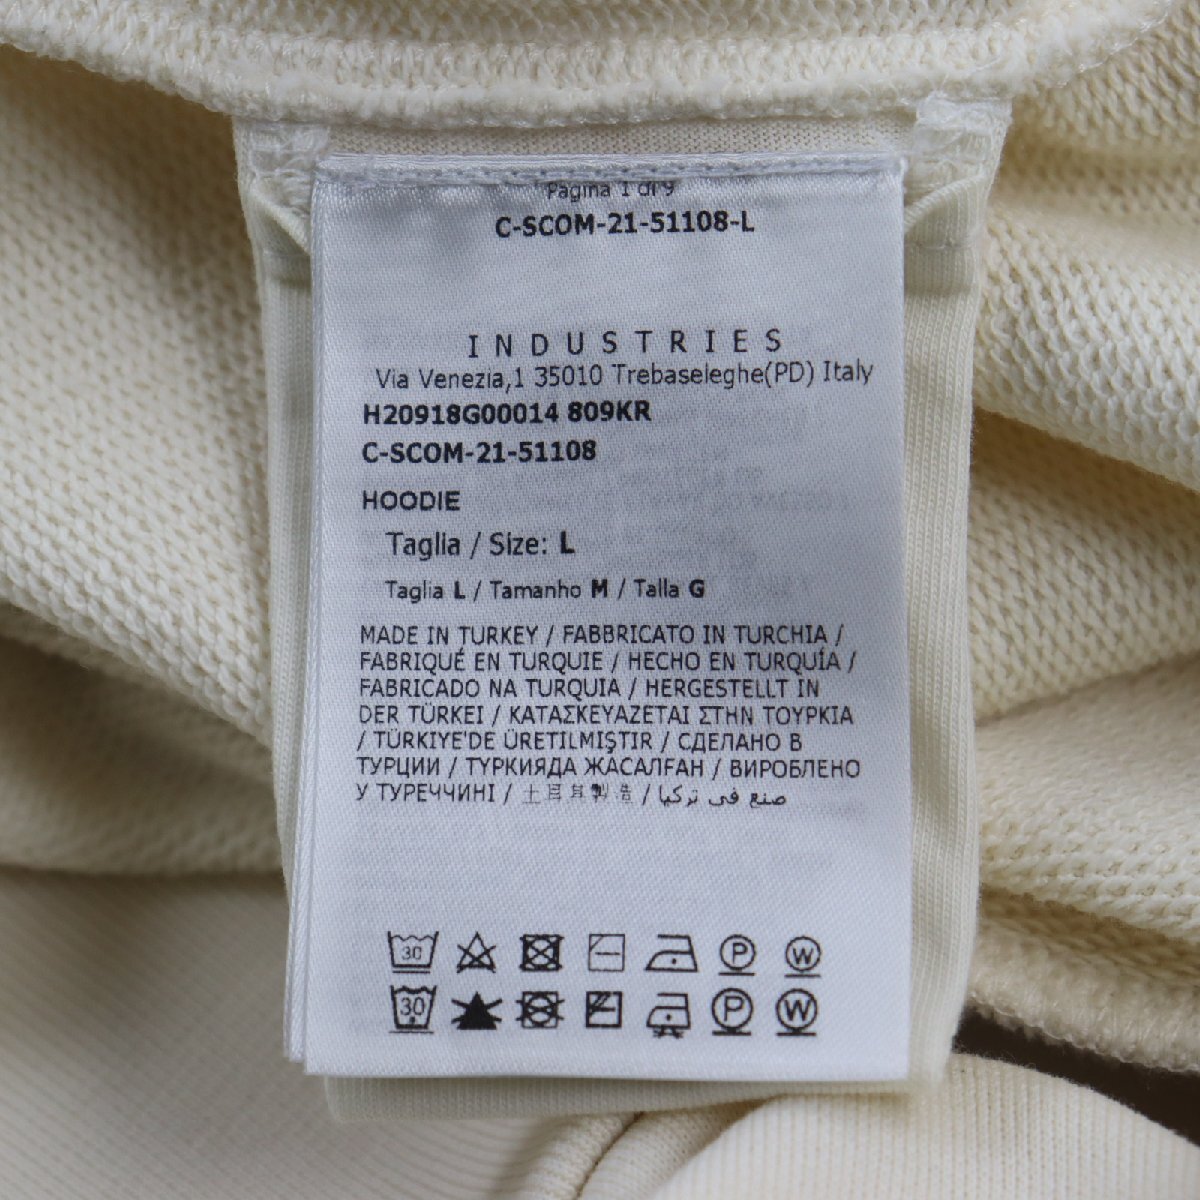 Pagina 1 di 9
C-SCOM-21-51108-L
INDUSTRIES
Via Venezia,1 35010 Trebaseleghe(PD) Italy
H20918G00014 809KR
C-SCOM-21-51108
HOODIE
Taglia / Size: L
Taglia L / Tamanho M / Talla G
MADE IN TURKEY / FABBRICATO IN TURCHIA /
FABRIQUÉ EN TURQUIE / HECHO EN TURQUÍA /
FABRICADO NA TURQUIA / HERGESTELLT IN
DER TÜRKEI / ΚΑΤΑΣΚΕΥΑΖΕΤΑΙ ΣΤΗΝ ΤΟΥΡΚΙΑ
/ TÜRKIYE'DE ÜRETILMIŞTIR / СДЕЛАНО В
ТУРЦИИ / ТҮРКИЯДА ЖАСАЛҒАН / ВИРОБЛЕНО
У ТУРЕЧЧИНІ / 土耳其製造 / صنع في تركيا
30 P W
30 P W